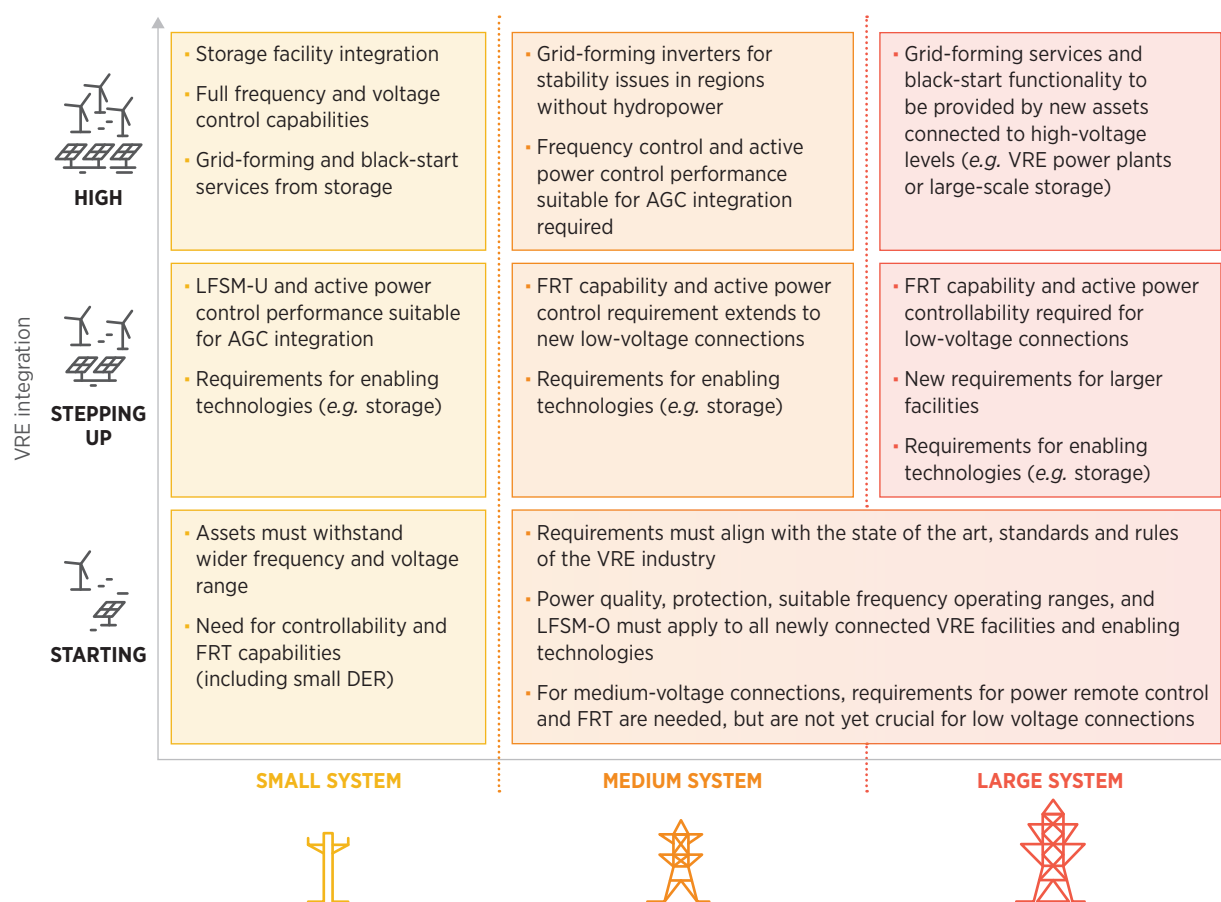 VRE integration
HIGH
▪ Storage facility integration
▪ Full frequency and voltage
control capabilities
▪ Grid-forming and black-start
services from storage
▪ Grid-forming inverters for
stability issues in regions
without hydropower
▪ Frequency control and active
power control performance
suitable for AGC integration
required
▪ Grid-forming services and
black-start functionality to
be provided by new assets
connected to high-voltage
levels (e.g. VRE power plants
or large-scale storage)
STEPPING
UP
▪ LFSM-U and active power
control performance suitable
for AGC integration
▪ Requirements for enabling
technologies (e.g. storage)
▪ FRT capability and active power
control requirement extends to
new low-voltage connections
▪ Requirements for enabling
technologies (e.g. storage)
▪ FRT capability and active power
controllability required for
low-voltage connections
▪ New requirements for larger
facilities
▪ Requirements for enabling
technologies (e.g. storage)
STARTING
▪ Assets must withstand
wider frequency and voltage
range
▪ Need for controllability and
FRT capabilities
(including small DER)
▪ Requirements must align with the state of the art, standards and rules
of the VRE industry
▪ Power quality, protection, suitable frequency operating ranges, and
LFSM-O must apply to all newly connected VRE facilities and enabling
technologies
▪ For medium-voltage connections, requirements for power remote control
and FRT are needed, but are not yet crucial for low voltage connections
SMALL SYSTEM
MEDIUM SYSTEM
LARGE SYSTEM